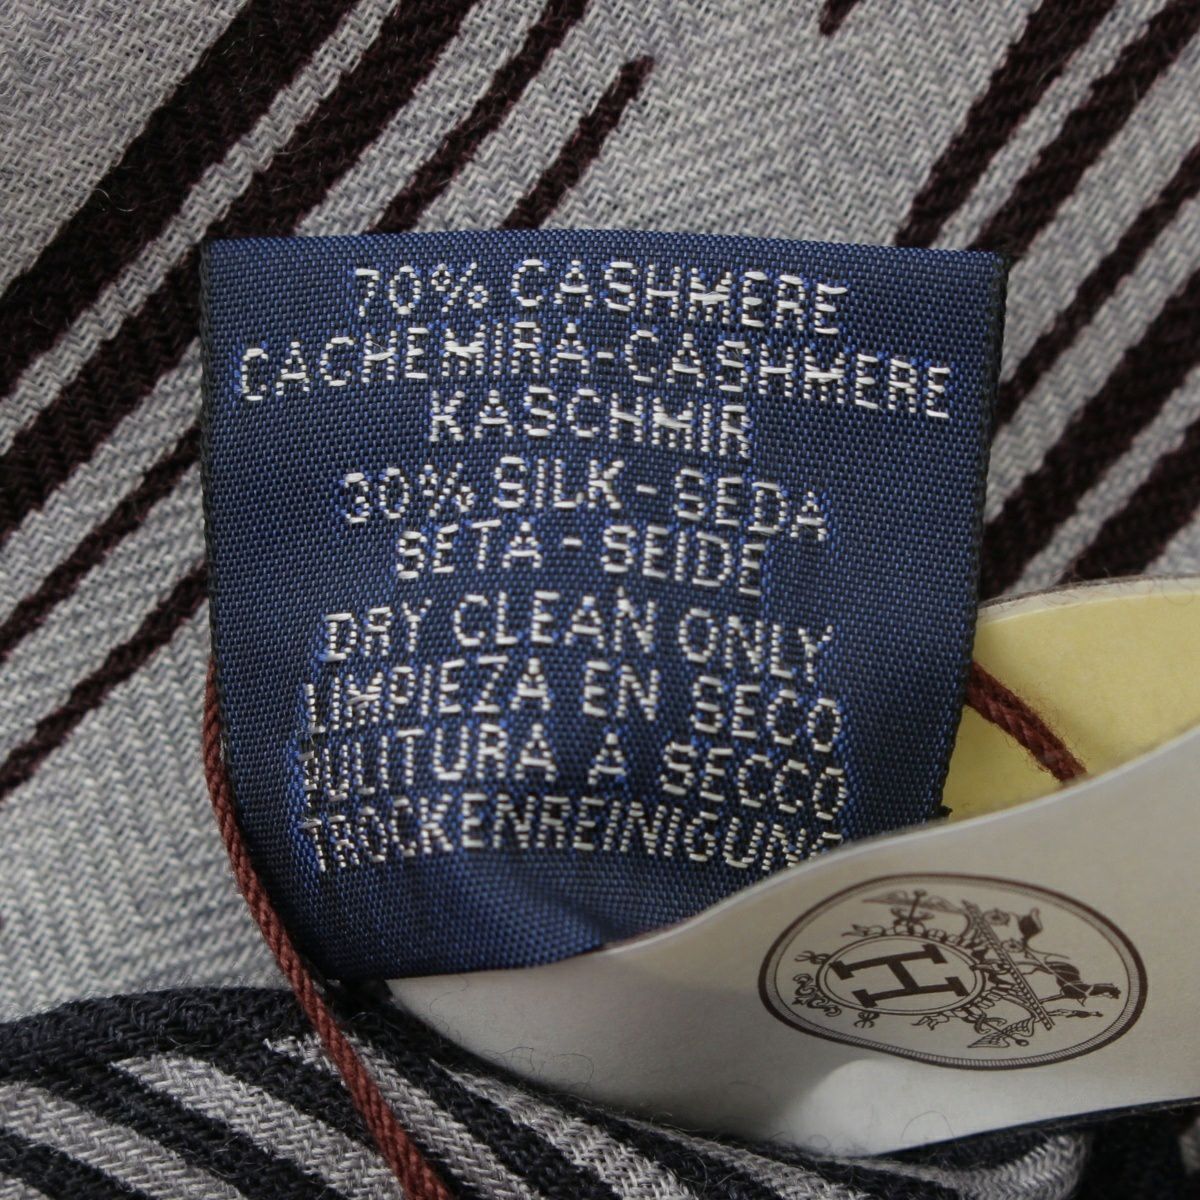 70% CASHMERE
CACHEMIRA-CASHMERE
KASCHMIR
30% SILK - SEDA
SETA - SEIDE
DRY CLEAN ONLY
LIMPIEZA EN SECO
PULITURA A SECCO
TROCKENREINIGUNG
H